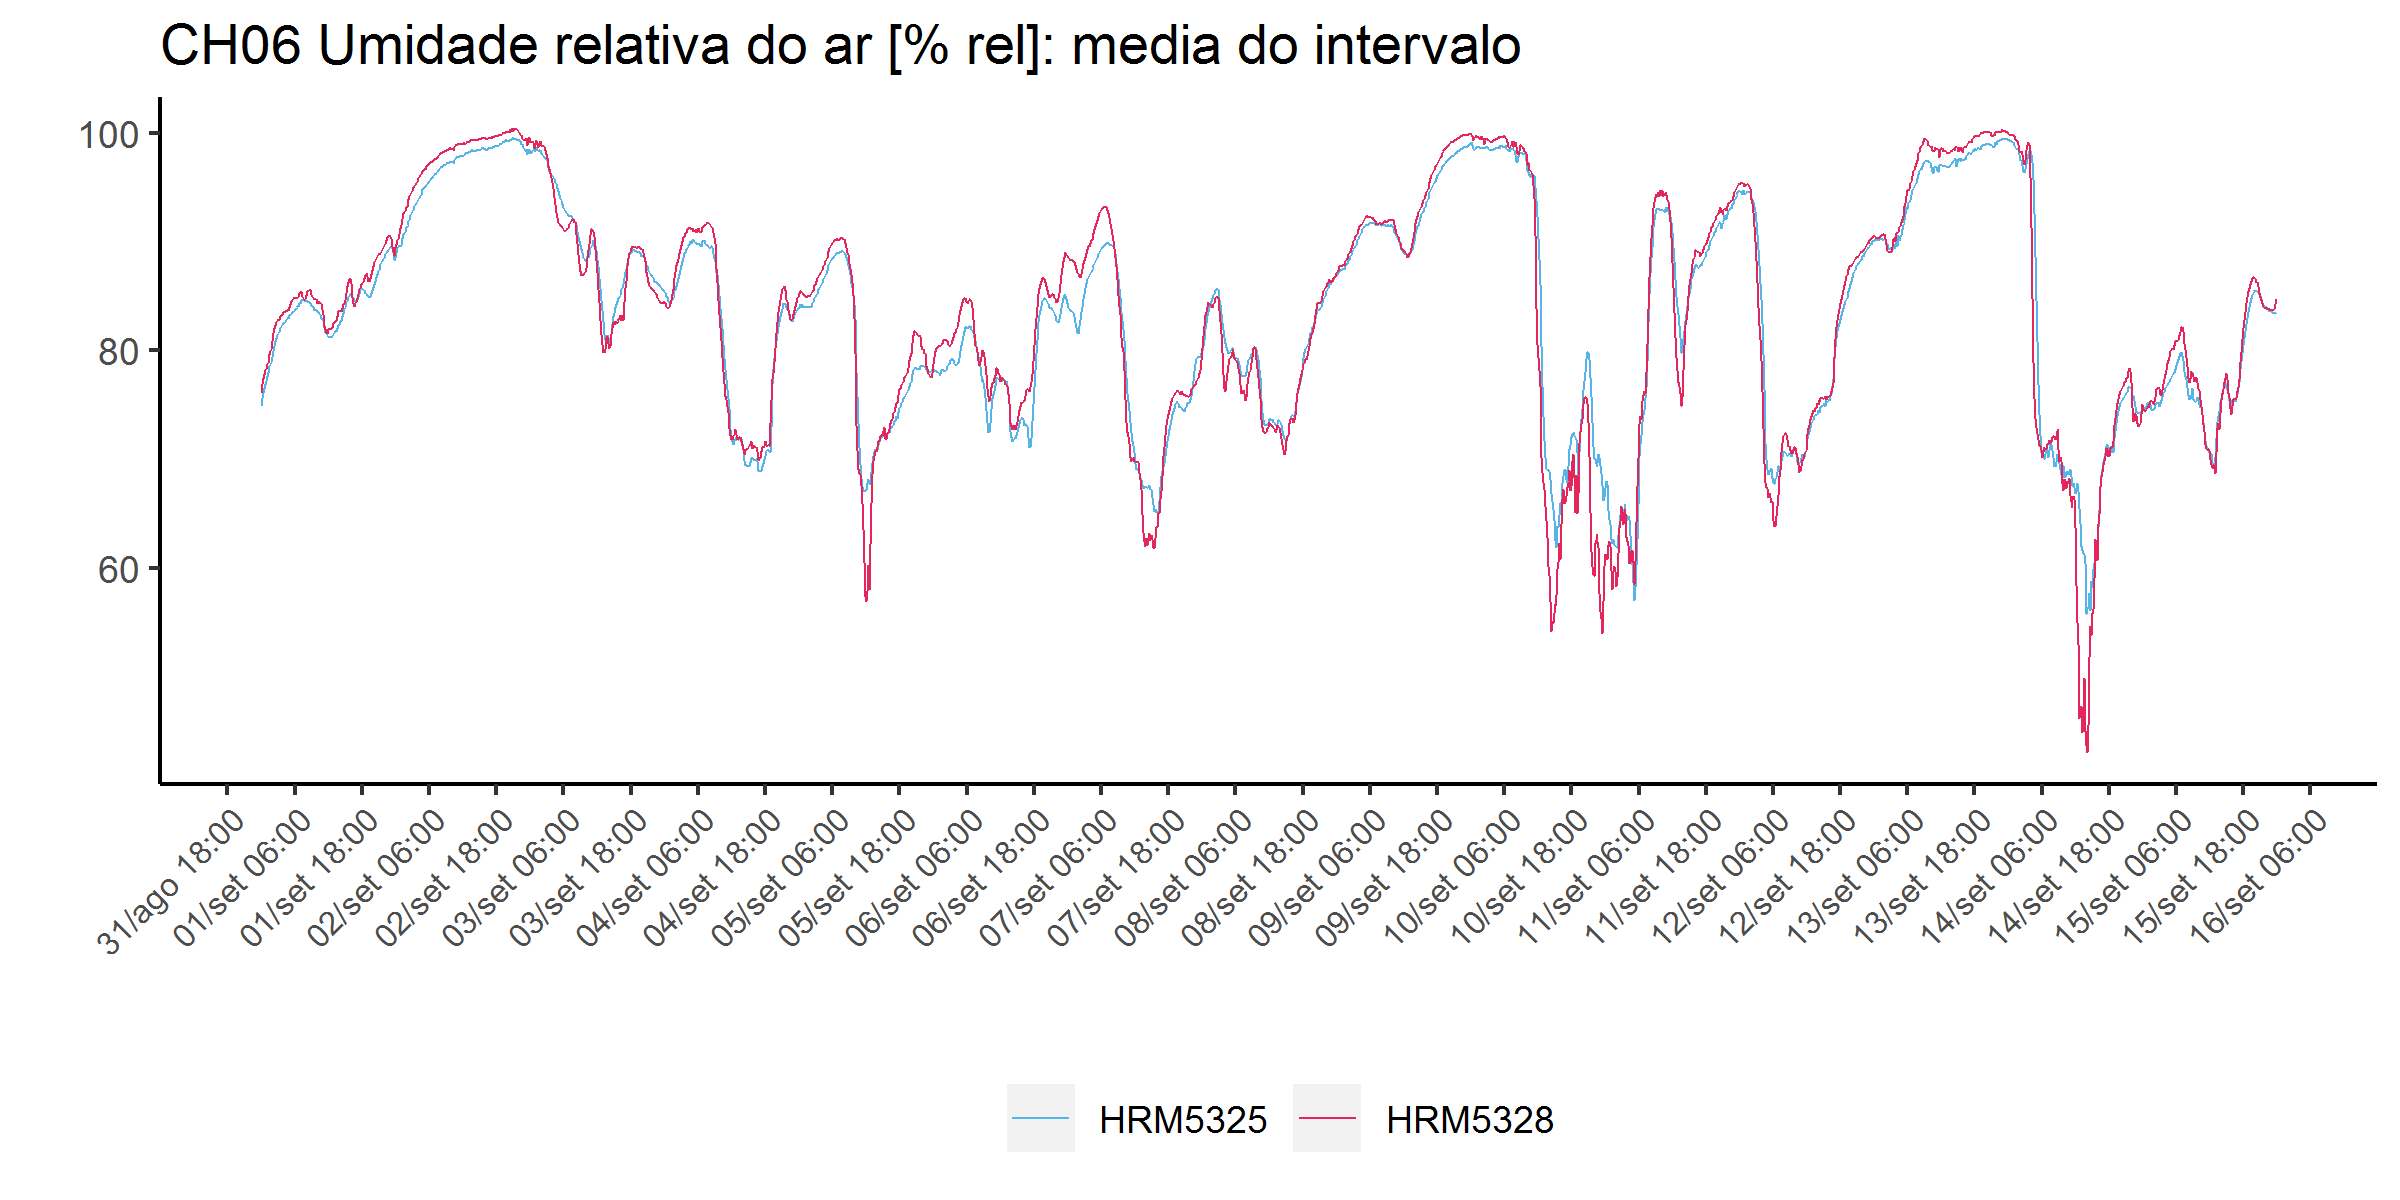 CH06 Umidade relativa do ar [% rel]: media do intervalo
100
80
60
31/ago 18:00
01/set 06:00
01/set 18:00
02/set 06:00
02/set 18:00
03/set 06:00
03/set 18:00
04/set 06:00
04/set 18:00
05/set 06:00
05/set 18:00
06/set 06:00
06/set 18:00
07/set 06:00
07/set 18:00
08/set 06:00
08/set 18:00
09/set 06:00
09/set 18:00
10/set 06:00
10/set 18:00
11/set 06:00
11/set 18:00
12/set 06:00
12/set 18:00
13/set 06:00
13/set 18:00
14/set 06:00
14/set 18:00
15/set 06:00
15/set 18:00
16/set 06:00
HRM5325 HRM5328